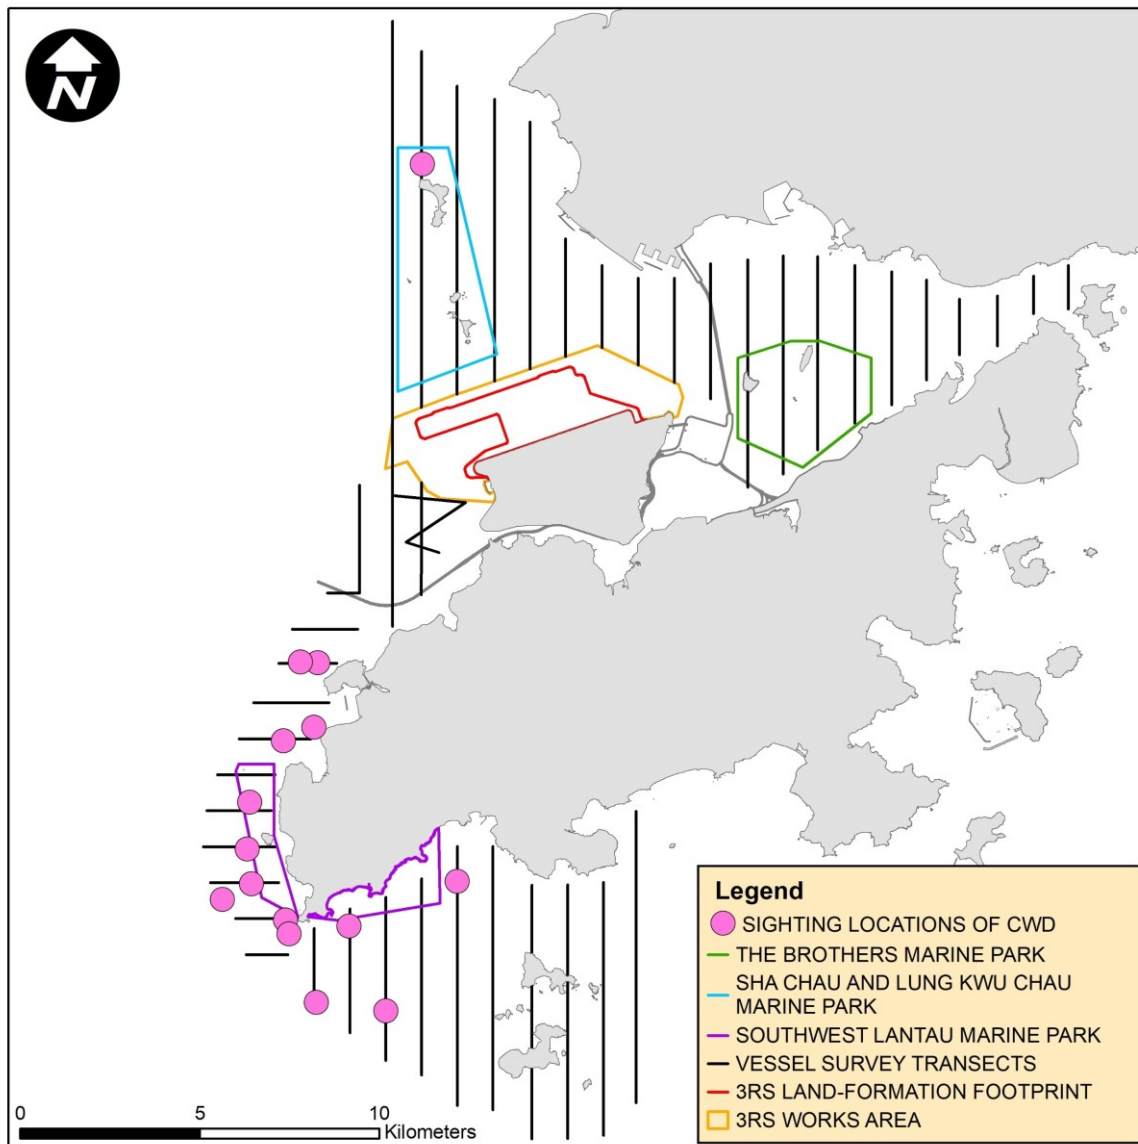 N
Legend
SIGHTING LOCATIONS OF CWD
THE BROTHERS MARINE PARK
SHA CHAU AND LUNG KWU CHAU
MARINE PARK
SOUTHWEST LANTAU MARINE PARK
VESSEL SURVEY TRANSECTS
3RS LAND-FORMATION FOOTPRINT
3RS WORKS AREA
0 5 10
Kilometers